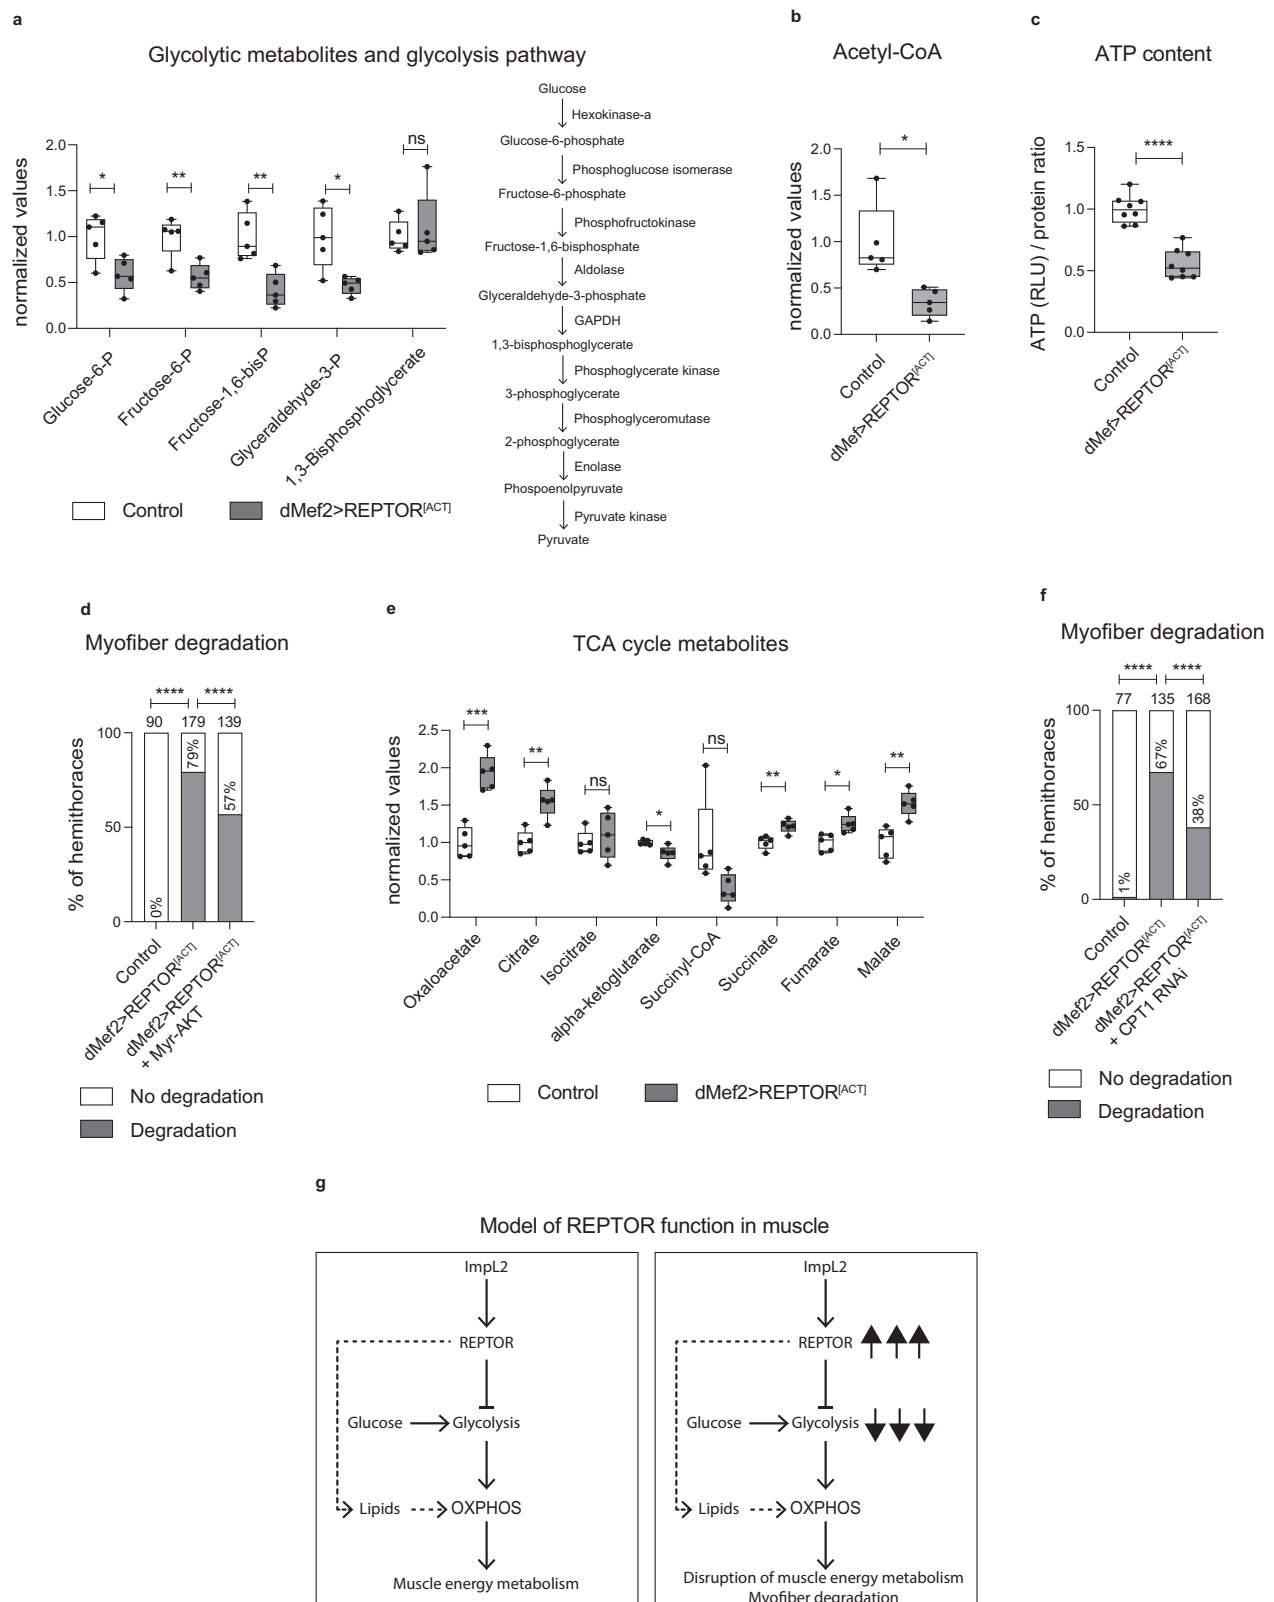 a
Glycolytic metabolites and glycolysis pathway
normalized values
2.0
1.5
1.0
0.5
0.0
*
**
**
*
ns
Glucose-6-P
Fructose-6-P
Fructose-1,6-bisP
Glyceraldehyde-3-P
1,3-Bisphosphoglycerate
Control
dMef2>REPTOR[ACT]
Glucose
Hexokinase-a
Glucose-6-phosphate
Phosphoglucose isomerase
Fructose-6-phosphate
Phosphofructokinase
Fructose-1,6-bisphosphate
Aldolase
Glyceraldehyde-3-phosphate
GAPDH
1,3-bisphosphoglycerate
Phosphoglycerate kinase
3-phosphoglycerate
Phosphoglyceromutase
2-phosphoglycerate
Enolase
Phospoenolpyruvate
Pyruvate kinase
Pyruvate
b
Acetyl-CoA
normalized values
2.0
1.5
1.0
0.5
0.0
*
Control
dMef>REPTOR[ACT]
c
ATP content
ATP (RLU) / protein ratio
1.5
1.0
0.5
0.0
****
Control
dMef>REPTOR[ACT]
d
Myofiber degradation
% of hemithoraces
****
****
90
179
139
100
50
0
0%
79%
57%
Control
dMef2>REPTOR[ACT]
dMef2>REPTOR[ACT]
+ Myr-AKT
No degradation
Degradation
e
TCA cycle metabolites
normalized values
2.5
2.0
1.5
1.0
0.5
0.0
***
**
ns
*
ns
**
*
**
Oxaloacetate
Citrate
Isocitrate
alpha-ketoglutarate
Succinyl-CoA
Succinate
Fumarate
Malate
Control
dMef2>REPTOR[ACT]
f
Myofiber degradation
% of hemithoraces
****
****
77
135
168
100
50
0
1%
67%
38%
Control
dMef2>REPTOR[ACT]
dMef2>REPTOR[ACT]
+ CPT1 RNAi
No degradation
Degradation
g
Model of REPTOR function in muscle
ImpL2
REPTOR
Glucose
Glycolysis
Lipids
OXPHOS
Muscle energy metabolism
ImpL2
REPTOR
Glucose
Glycolysis
Lipids
OXPHOS
Disruption of muscle energy metabolism
Myofiber degradation